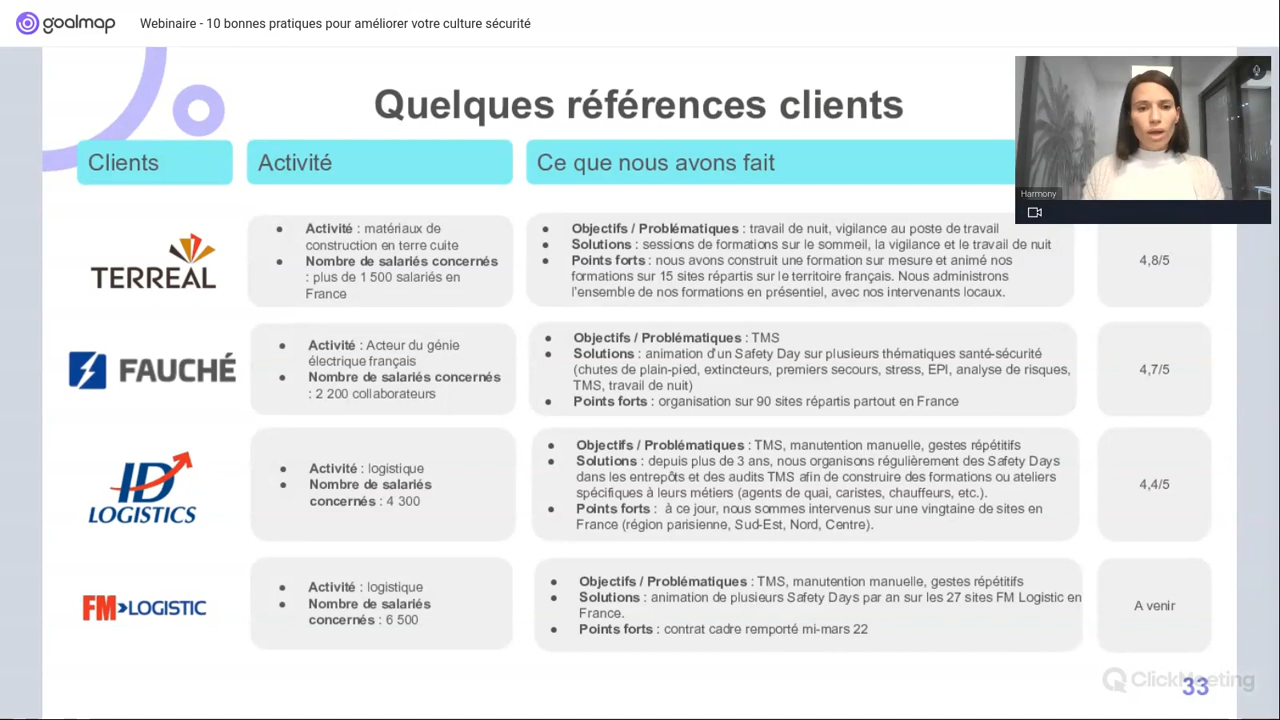 goalmap
Webinaire - 10 bonnes pratiques pour améliorer votre culture sécurité
Quelques références clients
Harmony
Clients
Activité
Ce que nous avons fait
TERREAL
● Activité : matériaux de
construction en terre cuite
● Nombre de salariés concernés
: plus de 1 500 salariés en
France
● Objectifs / Problématiques : travail de nuit, vigilance au poste de travail
● Solutions : sessions de formations sur le sommeil, la vigilance et le travail de nuit
● Points forts : nous avons construit une formation sur mesure et animé nos
formations sur 15 sites répartis sur le territoire français. Nous administrons
l'ensemble de nos formations en présentiel, avec nos intervenants locaux.
4,8/5
FAUCHÉ
● Activité : Acteur du génie
électrique français
● Nombre de salariés concernés
: 2 200 collaborateurs
● Objectifs / Problématiques : TMS
● Solutions : animation d'un Safety Day sur plusieurs thématiques santé-sécurité
(chutes de plain-pied, extincteurs, premiers secours, stress, EPI, analyse de risques,
TMS, travail de nuit)
● Points forts : organisation sur 90 sites répartis partout en France
4,7/5
ID
LOGISTICS
● Activité : logistique
● Nombre de salariés
concernés : 4 300
● Objectifs / Problématiques : TMS, manutention manuelle, gestes répétitifs
● Solutions : depuis plus de 3 ans, nous organisons régulièrement des Safety Days
dans les entrepôts et des audits TMS afin de construire des formations ou ateliers
spécifiques à leurs métiers (agents de quai, caristes, chauffeurs, etc.).
● Points forts : à ce jour, nous sommes intervenus sur une vingtaine de sites en
France (région parisienne, Sud-Est, Nord, Centre).
4,4/5
FM>LOGISTIC
● Activité : logistique
● Nombre de salariés
concernés : 6 500
● Objectifs / Problématiques : TMS, manutention manuelle, gestes répétitifs
● Solutions : animation de plusieurs Safety Days par an sur les 27 sites FM Logistic en
France.
● Points forts : contrat cadre remporté mi-mars 22
A venir
ClickMeeting
33